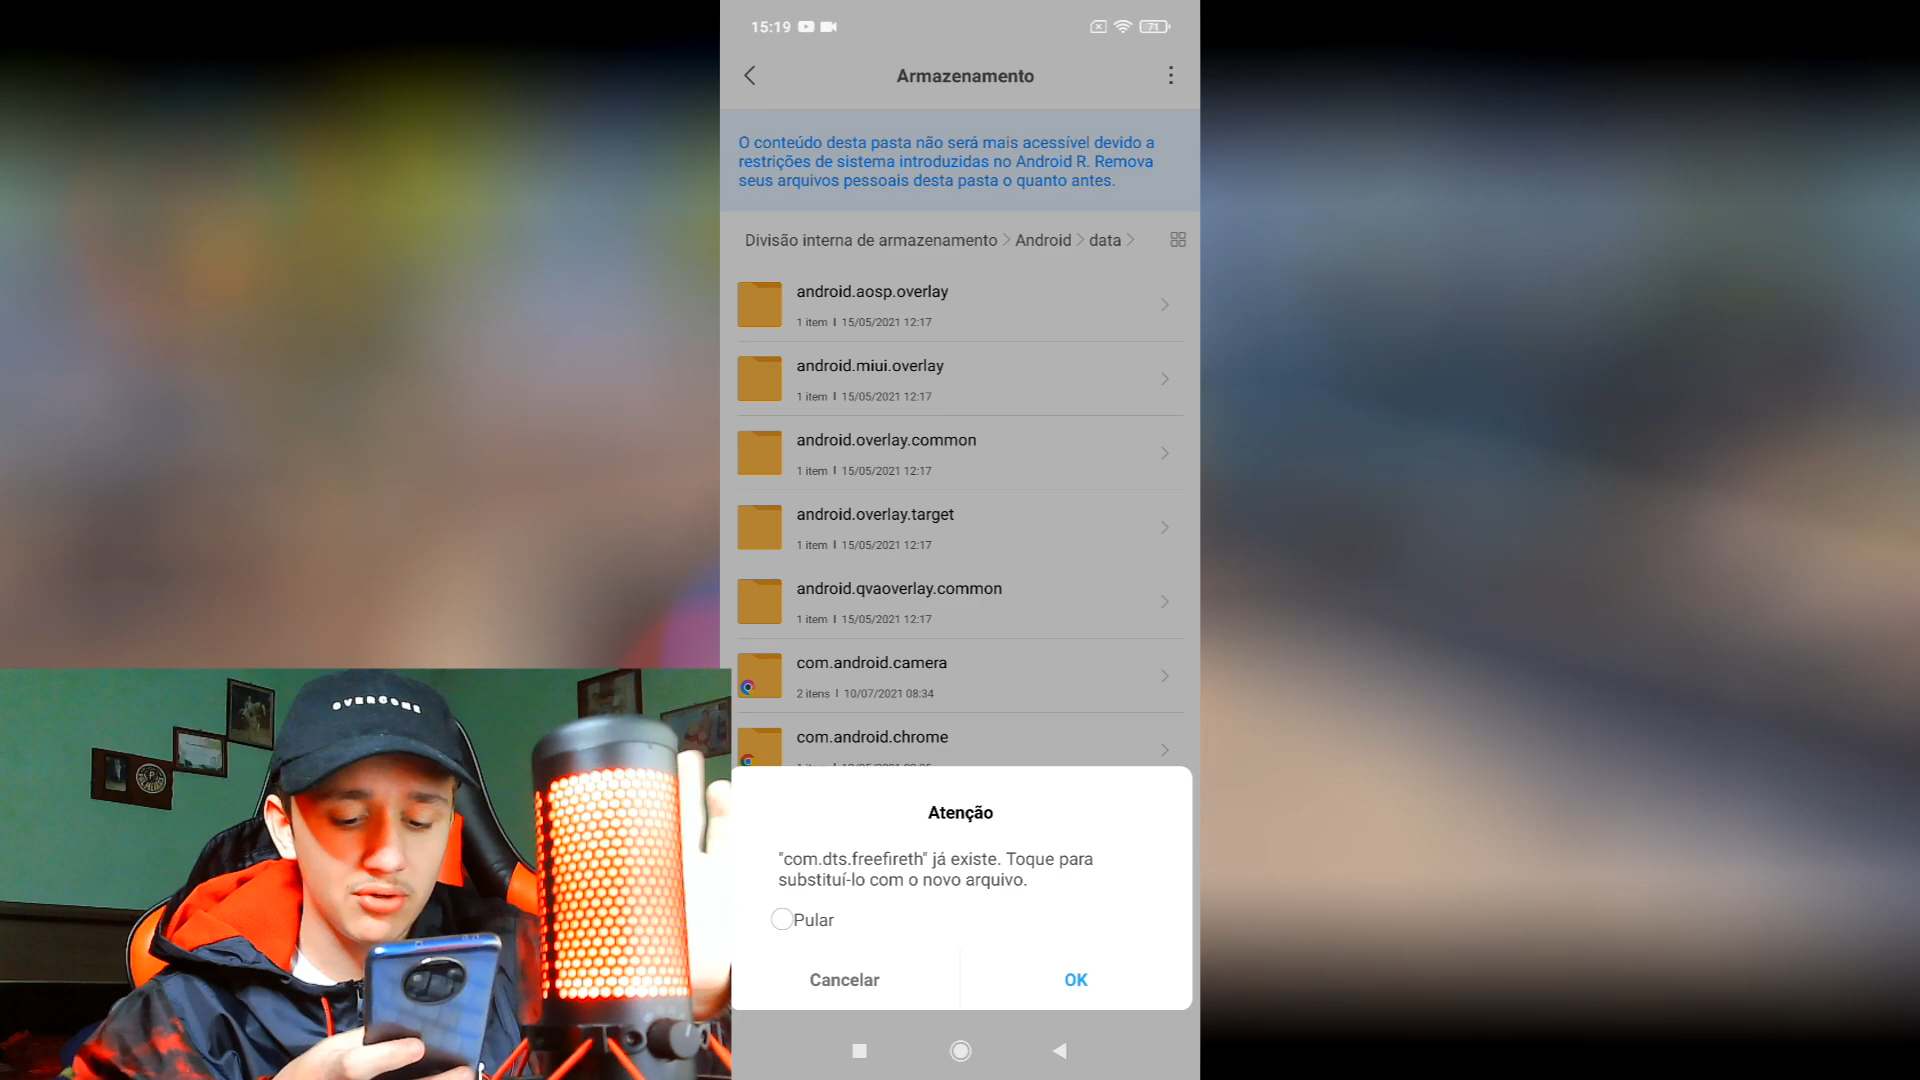 15:19
71
Armazenamento
O conteúdo desta pasta não será mais acessível devido a
restrições de sistema introduzidas no Android R. Remova
seus arquivos pessoais desta pasta o quanto antes.
Divisão interna de armazenamento > Android > data >
android.aosp.overlay
1 item | 15/05/2021 12:17
android.miui.overlay
1 item | 15/05/2021 12:17
android.overlay.common
1 item | 15/05/2021 12:17
android.overlay.target
1 item | 15/05/2021 12:17
android.qvaoverlay.common
1 item | 15/05/2021 12:17
com.android.camera
2 itens | 10/07/2021 08:34
com.android.chrome
Atenção
"com.dts.freefireth" já existe. Toque para
substituí-lo com o novo arquivo.
Pular
Cancelar
OK
OVERCOME